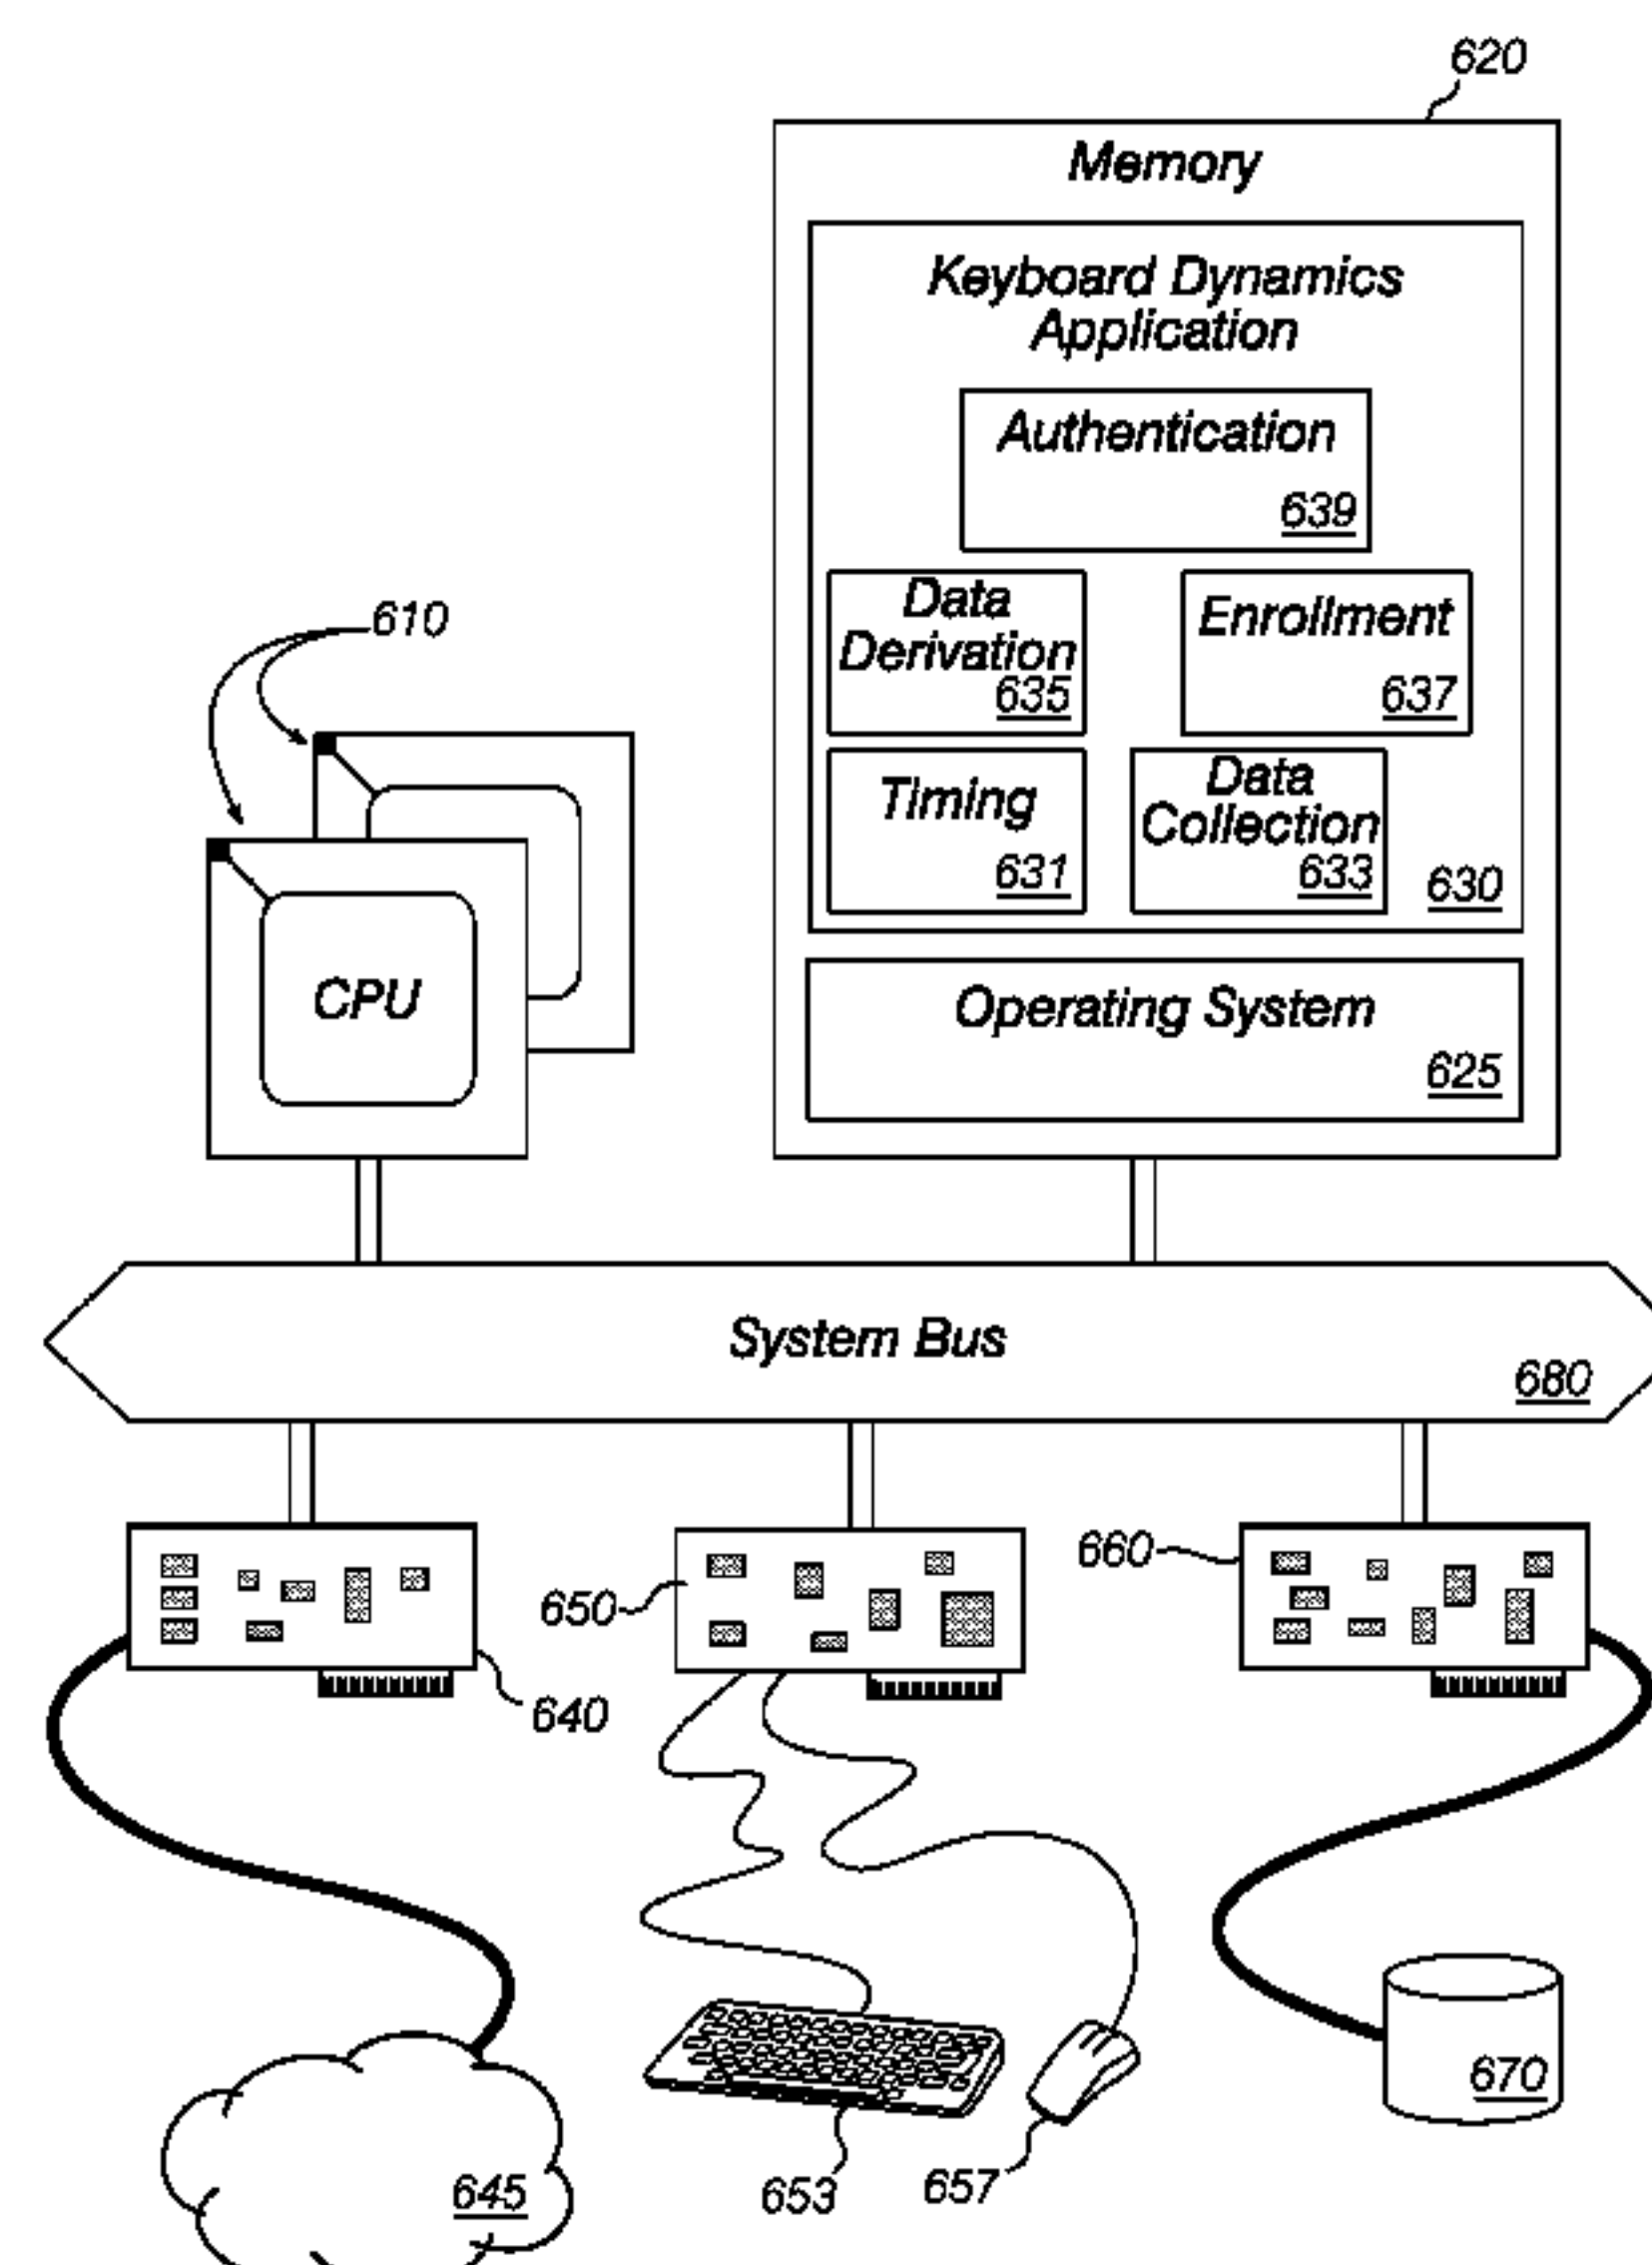 620
Memory
Keyboard Dynamics
Application
Authentication
639
Data
Derivation
635
Enrollment
637
610
Timing
631
Data
Collection
633
630
CPU
Operating System
625
System Bus
680
660
650
640
653
657
670
645